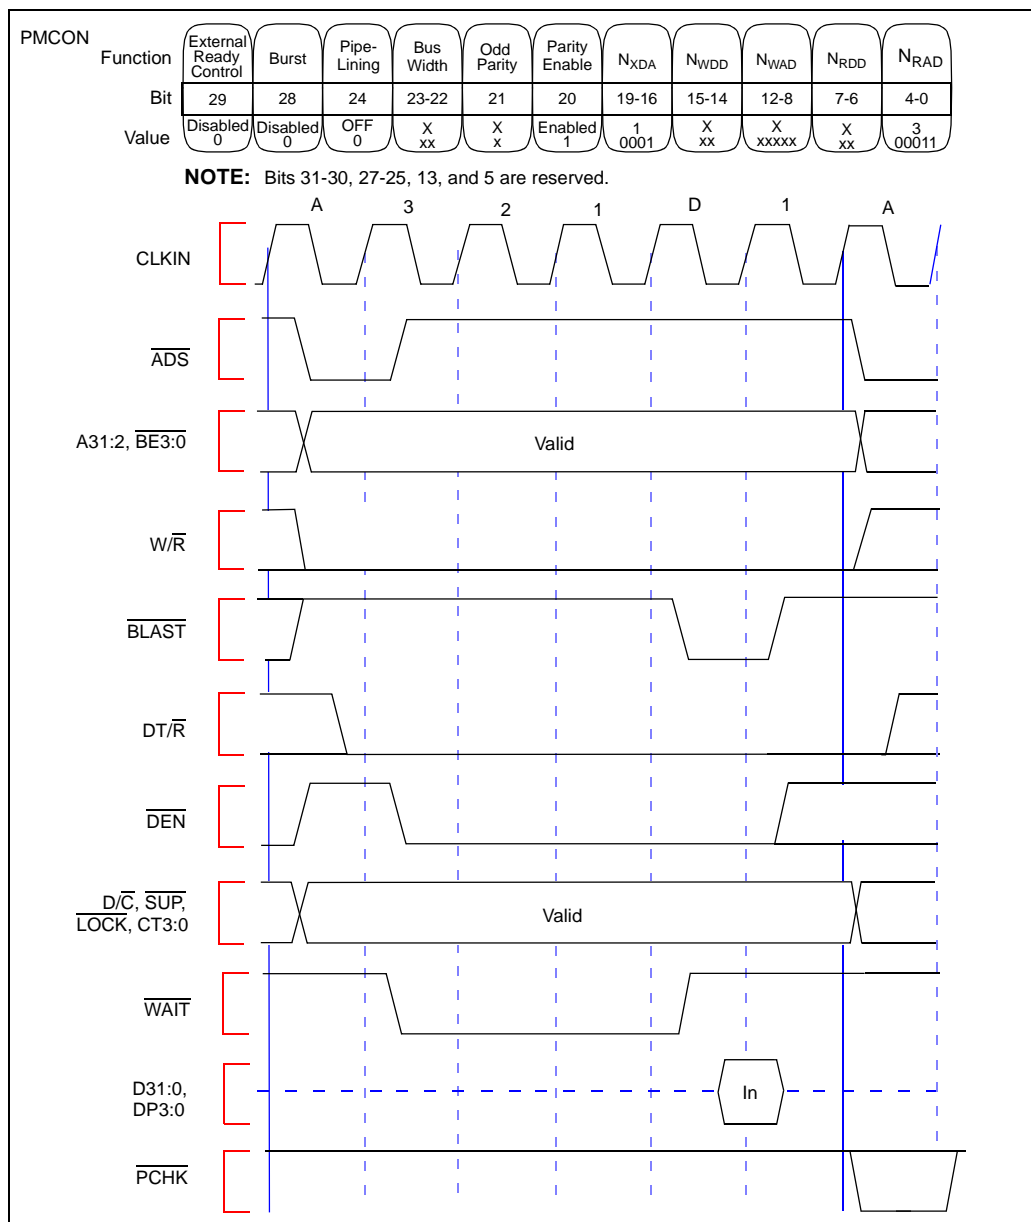 PMCON
Function External Ready Control Burst Pipe-Lining Bus Width Odd Parity Parity Enable NXDA NWDD NWAD NRDD NRAD
Bit 29 28 24 23-22 21 20 19-16 15-14 12-8 7-6 4-0
Value Disabled 0 Disabled 0 OFF 0 X xx X x Enabled 1 1 0001 X xx X xxxxx X xx 3 00011
NOTE: Bits 31-30, 27-25, 13, and 5 are reserved.
A 3 2 1 D 1 A
CLKIN
ADS
A31:2, BE3:0 Valid
W/R
BLAST
DT/R
DEN
D/C, SUP,
LOCK, CT3:0 Valid
WAIT
D31:0,
DP3:0 In
PCHK